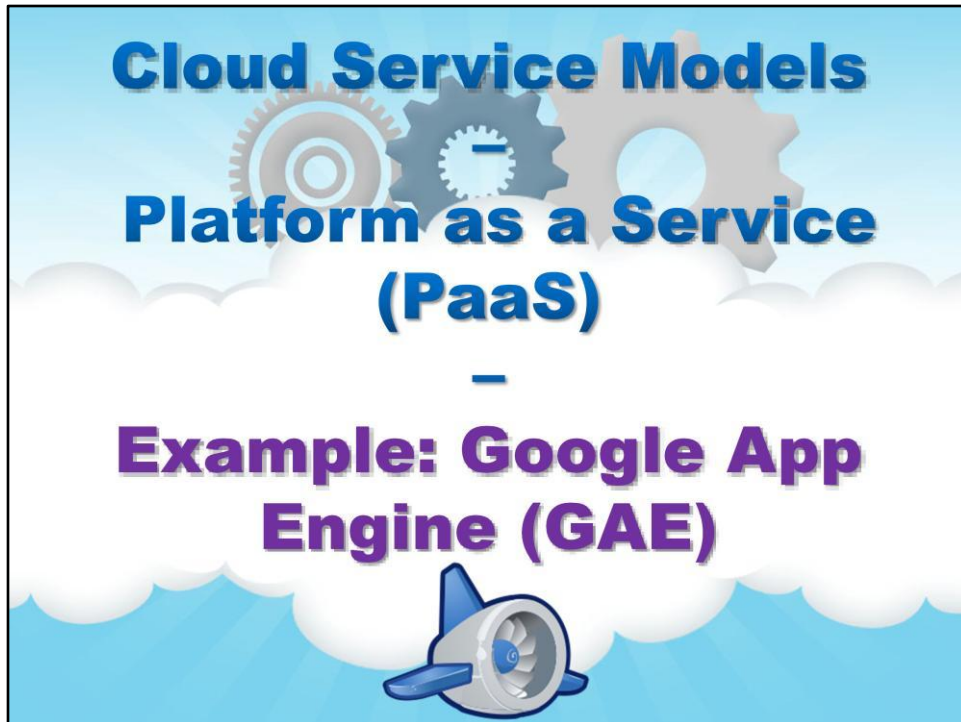 Cloud Service Models
–
Platform as a Service
(PaaS)
–
Example: Google App
Engine (GAE)